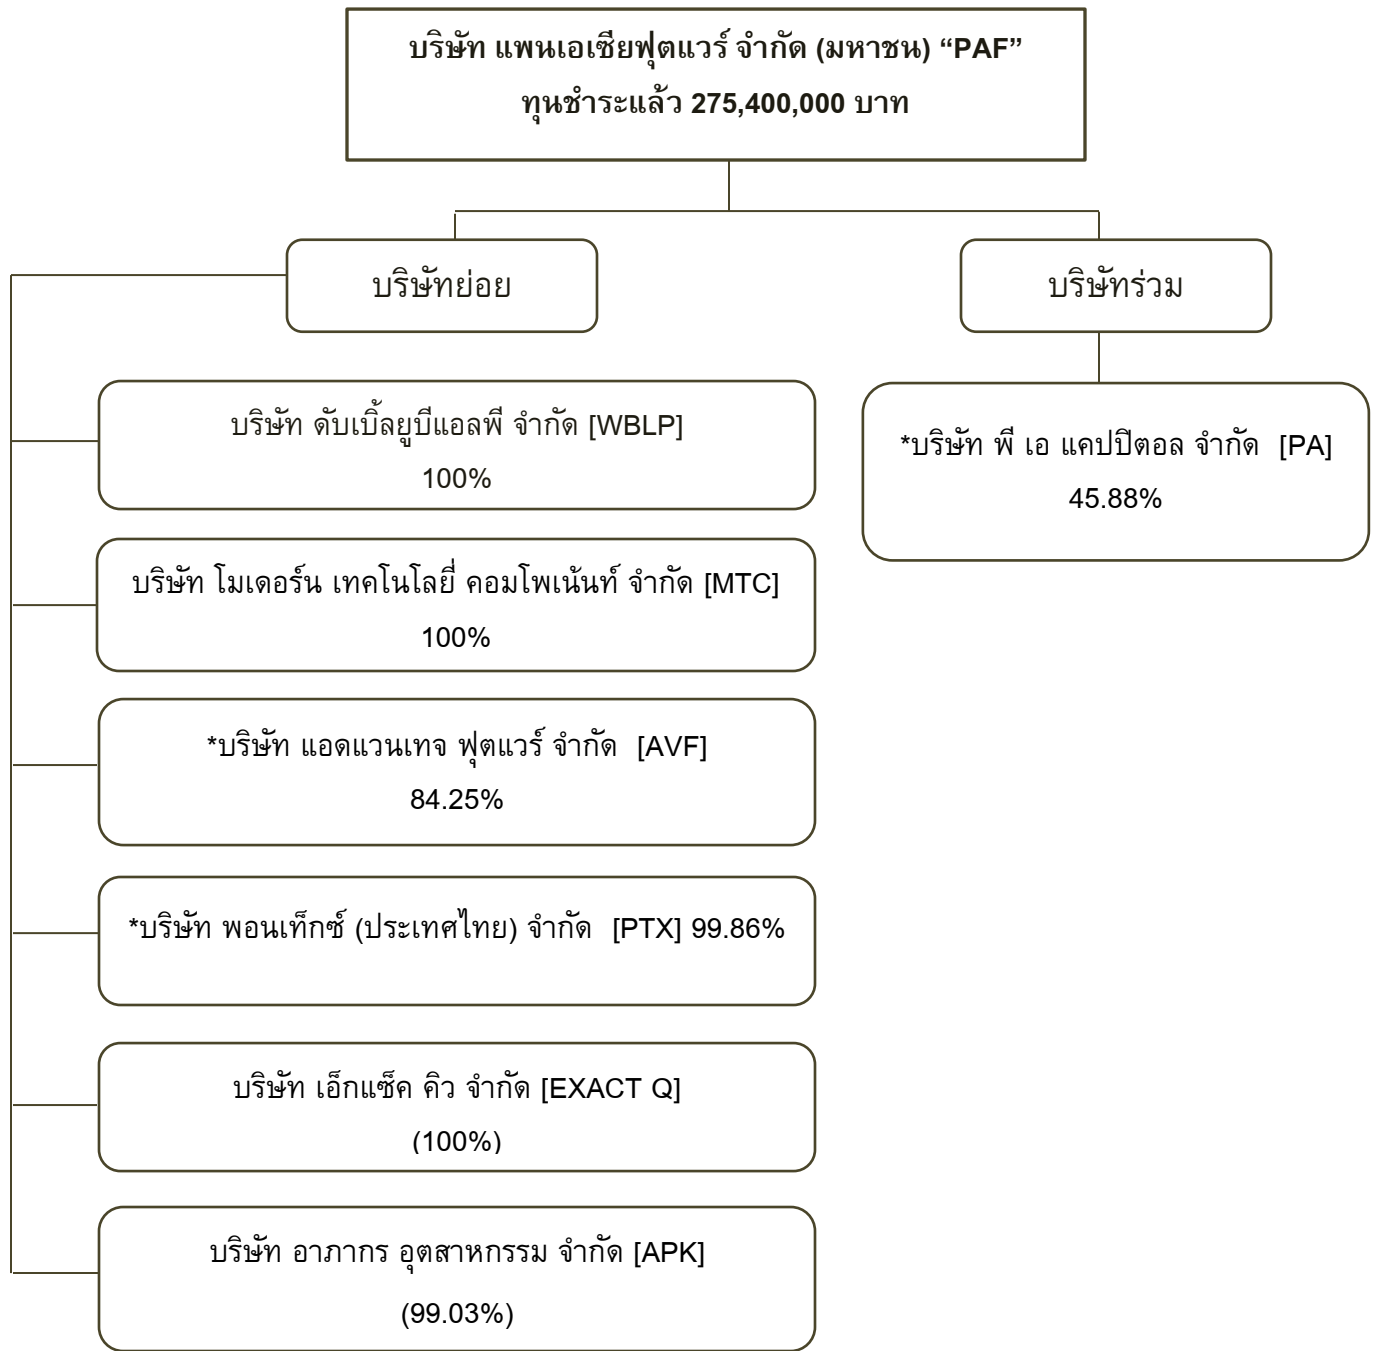 บริษัท แพนเอเซียฟุตแวร์ จำกัด (มหาชน) “PAF”
ทุนชำระแล้ว 275,400,000 บาท
บริษัทย่อย
บริษัทร่วม
บริษัท ดับเบิ้ลยูบีแอลพี จำกัด [WBLP]
100%
*บริษัท พี เอ แคปปิตอล จำกัด [PA]
45.88%
บริษัท โมเดอร์น เทคโนโลยี่ คอมโพเน้นท์ จำกัด [MTC]
100%
*บริษัท แอดแวนเทจ ฟุตแวร์ จำกัด [AVF]
84.25%
*บริษัท พอนเท็กซ์ (ประเทศไทย) จำกัด [PTX] 99.86%
บริษัท เอ็กแซ็ค คิว จำกัด [EXACT Q]
(100%)
บริษัท อาภากร อุตสาหกรรม จำกัด [APK]
(99.03%)